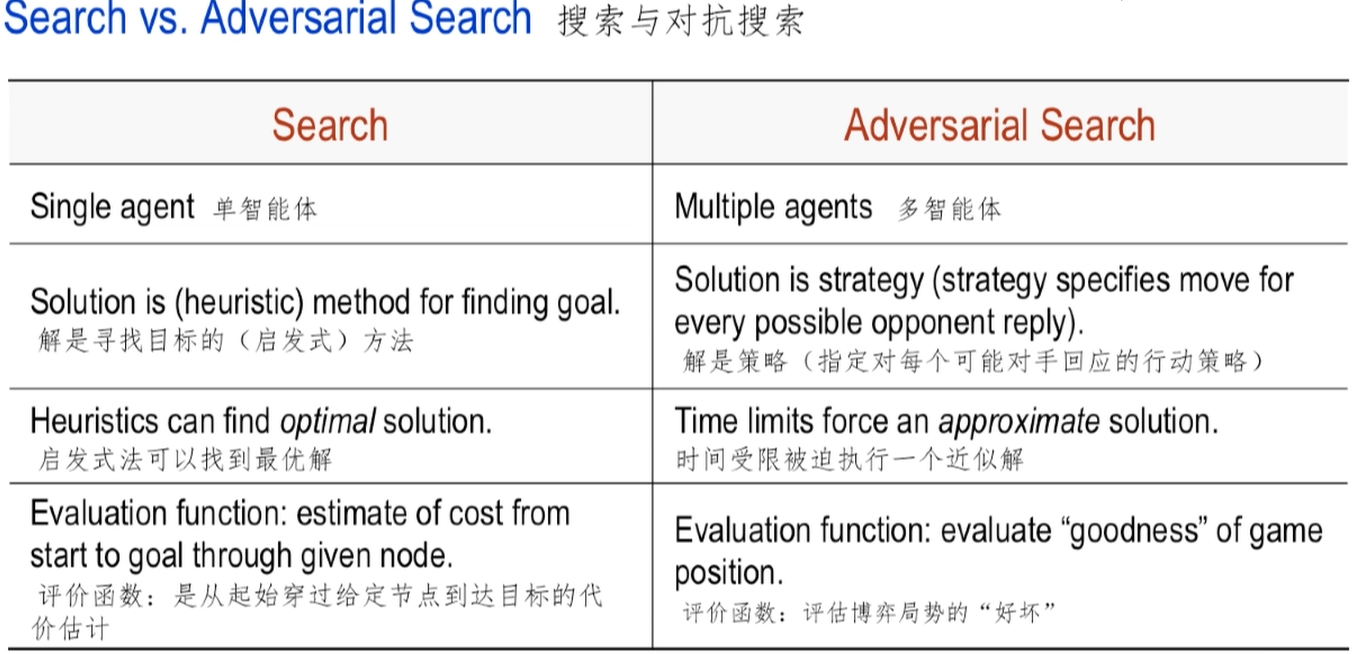 Search vs. Adversarial Search 搜索与对抗搜索
Search
Adversarial Search
Single agent 单智能体
Multiple agents 多智能体
Solution is (heuristic) method for finding goal.
解是寻找目标的（启发式）方法
Solution is strategy (strategy specifies move for
every possible opponent reply).
解是策略（指定对每个可能对手回应的行动策略）
Heuristics can find optimal solution.
启发式法可以找到最优解
Time limits force an approximate solution.
时间受限被迫执行一个近似解
Evaluation function: estimate of cost from
start to goal through given node.
评价函数：是从起始穿过给定节点到达目标的代
价估计
Evaluation function: evaluate “goodness” of game
position.
评价函数：评估博弈局势的“好坏”